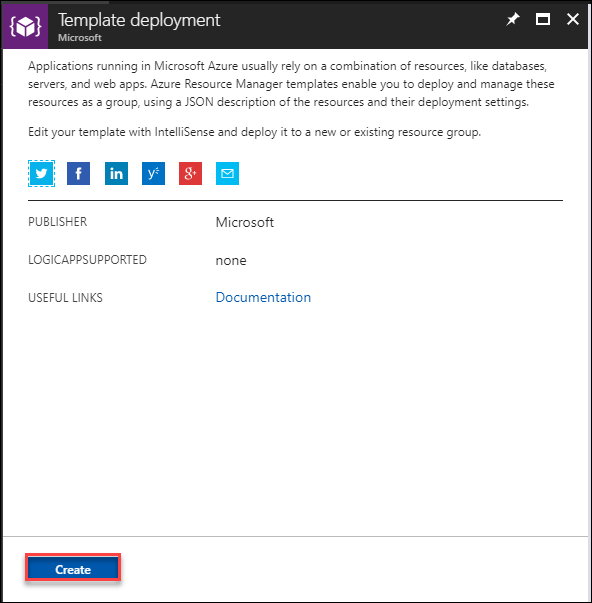 Template deployment
Microsoft
Applications running in Microsoft Azure usually rely on a combination of resources, like databases,
servers, and web apps. Azure Resource Manager templates enable you to deploy and manage these
resources as a group, using a JSON description of the resources and their deployment settings.
Edit your template with IntelliSense and deploy it to a new or existing resource group.
f in y g+
PUBLISHER Microsoft
LOGICAPPSUPPORTED none
USEFUL LINKS Documentation
Create